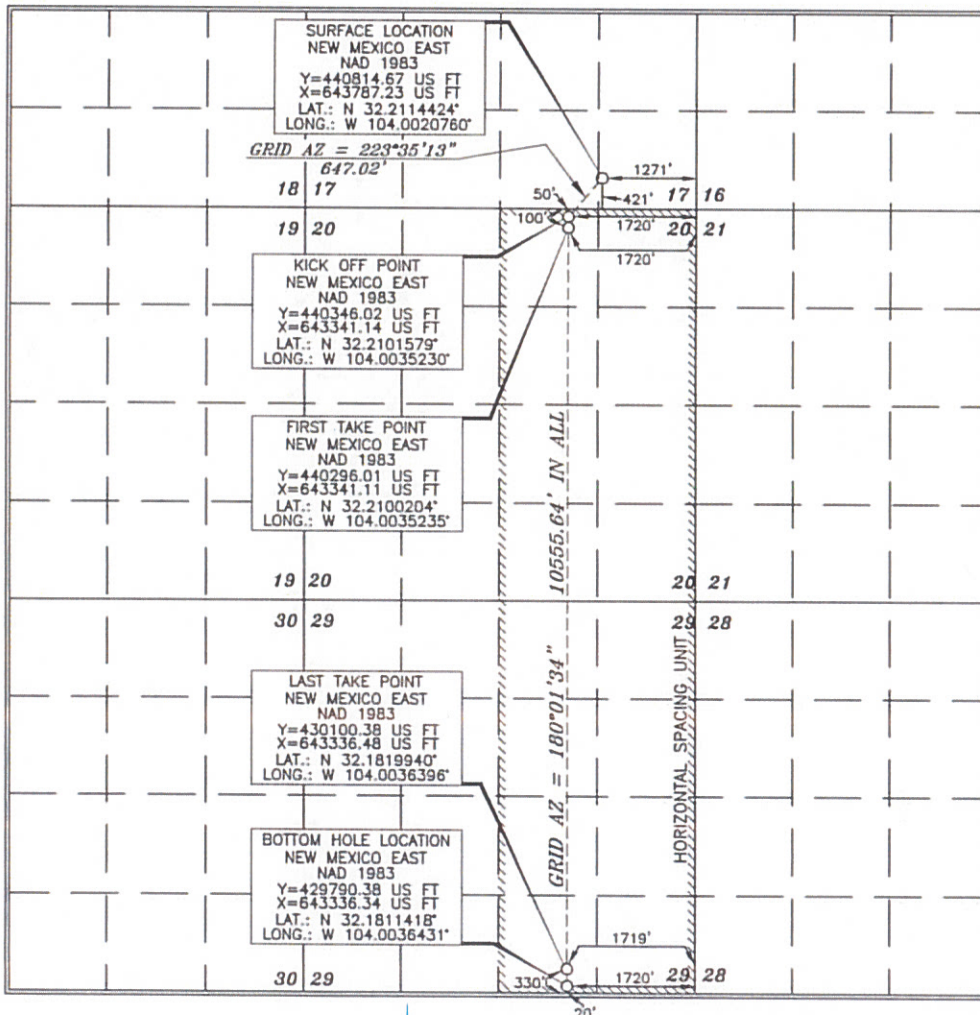 SURFACE LOCATION
NEW MEXICO EAST
NAD 1983
Y=440814.67 US FT
X=643787.23 US FT
LAT.: N 32.2114424°
LONG.: W 104.0020760°
GRID AZ = 223°35'13"
647.02'
1271'
421'
18 17
17 16
50'
100'
19 20
1720'
20 21
1720'
KICK OFF POINT
NEW MEXICO EAST
NAD 1983
Y=440346.02 US FT
X=643341.14 US FT
LAT.: N 32.2101579°
LONG.: W 104.0035230°
FIRST TAKE POINT
NEW MEXICO EAST
NAD 1983
Y=440296.01 US FT
X=643341.11 US FT
LAT.: N 32.2100204°
LONG.: W 104.0035235°
GRID AZ = 180°01'34" 10555.64' IN ALL
19 20
20 21
30 29
29 28
HORIZONTAL SPACING UNIT
LAST TAKE POINT
NEW MEXICO EAST
NAD 1983
Y=430100.38 US FT
X=643336.48 US FT
LAT.: N 32.1819940°
LONG.: W 104.0036396°
BOTTOM HOLE LOCATION
NEW MEXICO EAST
NAD 1983
Y=429790.38 US FT
X=643336.34 US FT
LAT.: N 32.1811418°
LONG.: W 104.0036431°
1719'
30 29
330'
1720'
29 28
20'